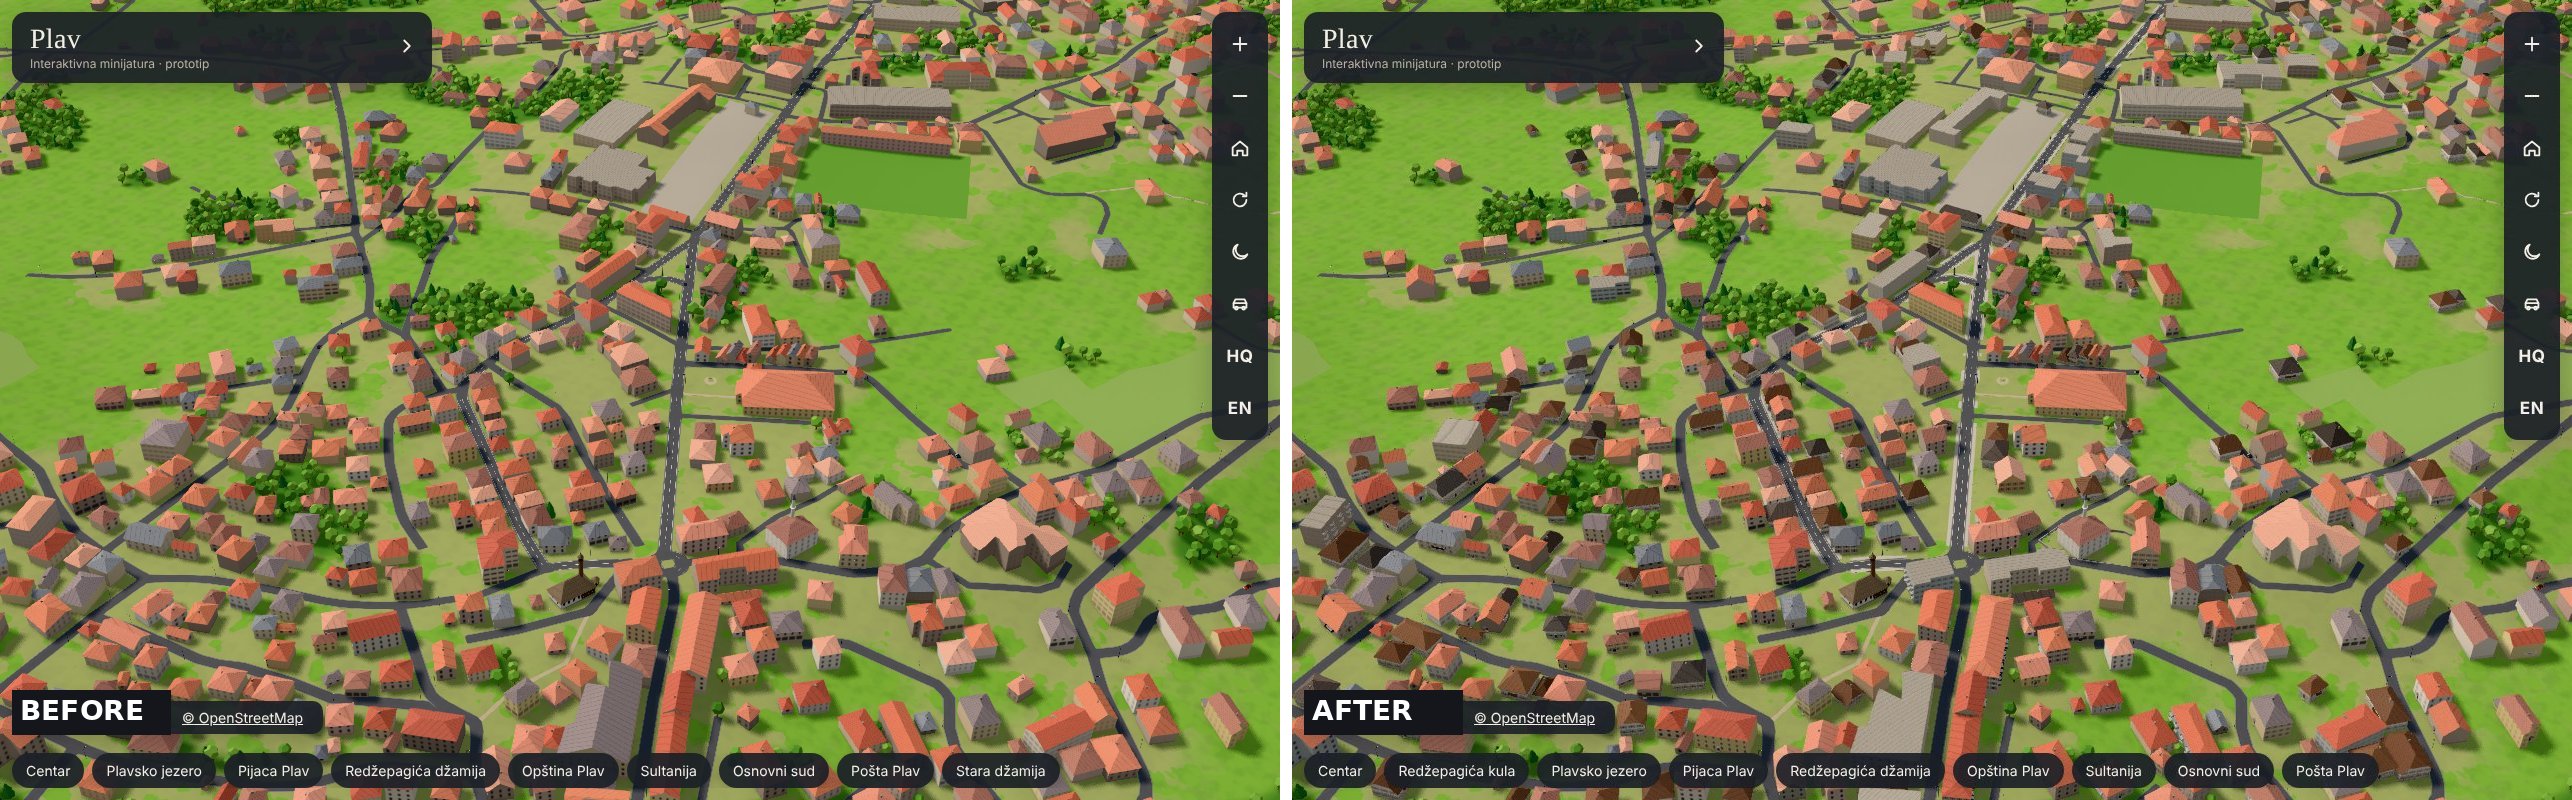 Plav
Interaktivna minijatura · prototip
HQ
EN
BEFORE
© OpenStreetMap
Centar
Plavsko jezero
Pijaca Plav
Redžepagića džamija
Opština Plav
Sultanija
Osnovni sud
Pošta Plav
Stara džamija
Plav
Interaktivna minijatura · prototip
HQ
EN
AFTER
© OpenStreetMap
Centar
Redžepagića kula
Plavsko jezero
Pijaca Plav
Redžepagića džamija
Opština Plav
Sultanija
Osnovni sud
Pošta Plav